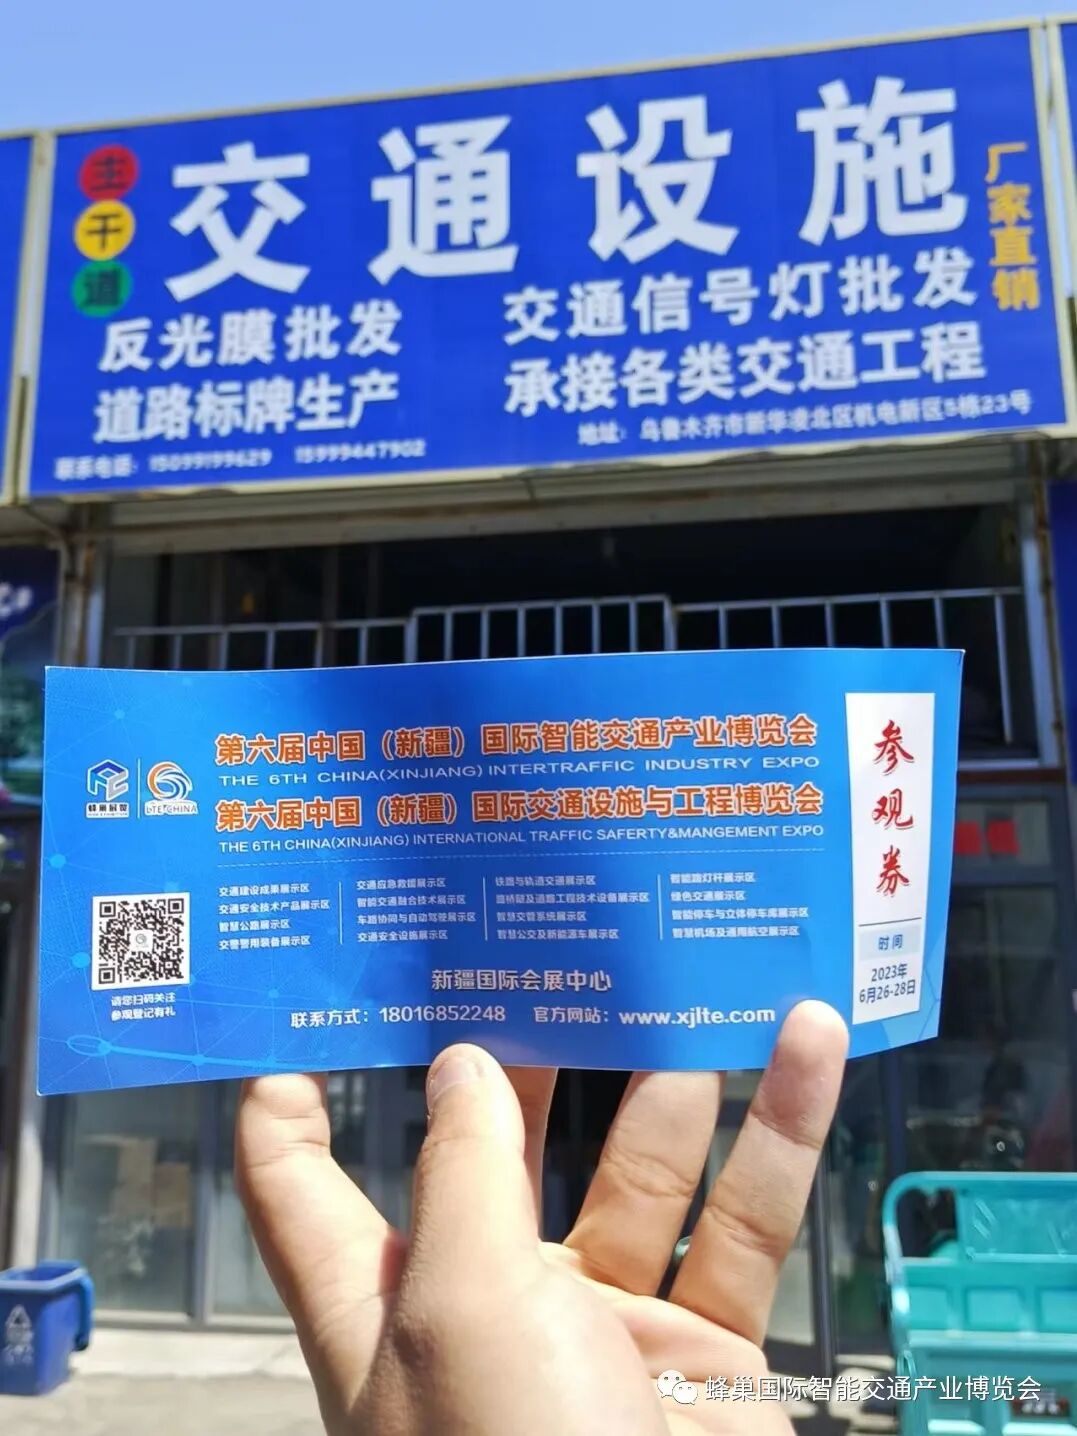 主干道
交通设施
厂家直销
反光膜批发
道路标牌生产
交通信号灯批发
承接各类交通工程
联系电话：15099199629 15999447902
地址：乌鲁木齐市新华凌北区机电新区5栋23号
蜂巢展览
LTE-CHINA
第六届中国（新疆）国际智能交通产业博览会
THE 6TH CHINA(XINJIANG) INTERTRAFFIC INDUSTRY EXPO
第六届中国（新疆）国际交通设施与工程博览会
THE 6TH CHINA(XINJIANG) INTERNATIONAL TRAFFIC SAFERTY&MANGEMENT EXPO
交通建设成果展示区
交通安全技术产品展示区
智慧公路展示区
交警警用装备展示区
交通应急救援展示区
智能交通融合技术展示区
车路协同与自动驾驶展示区
交通安全设施展示区
铁路与轨道交通展示区
路桥隧及道路工程技术设备展示区
智慧交管系统展示区
智慧公交及新能源车展示区
智能路灯杆展示区
绿色交通展示区
智能停车与立体停车库展示区
智慧机场及通用航空展示区
请您扫码关注
参观登记有礼
新疆国际会展中心
联系方式：18016852248 官方网站：www.xjlte.com
参观券
时间
2023年
6月26-28日
蜂巢国际智能交通产业博览会